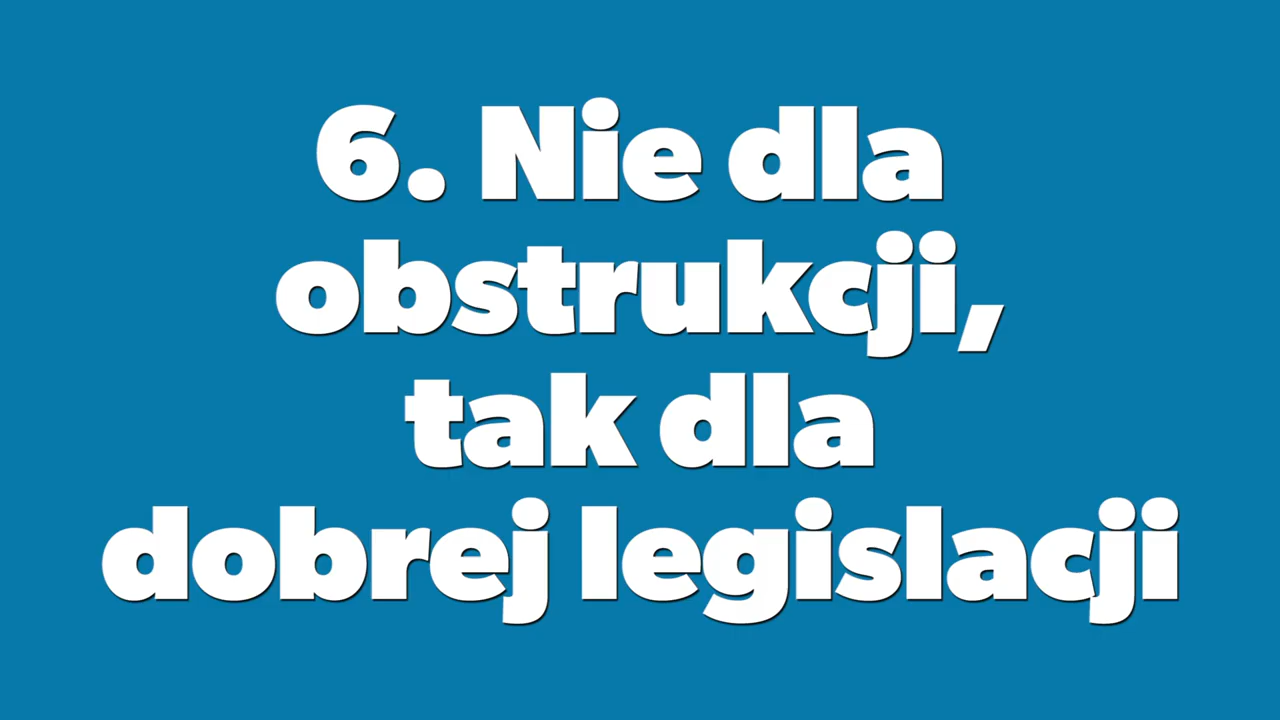 6. Nie dla
obstrukcji,
tak dla
dobrej legislacji